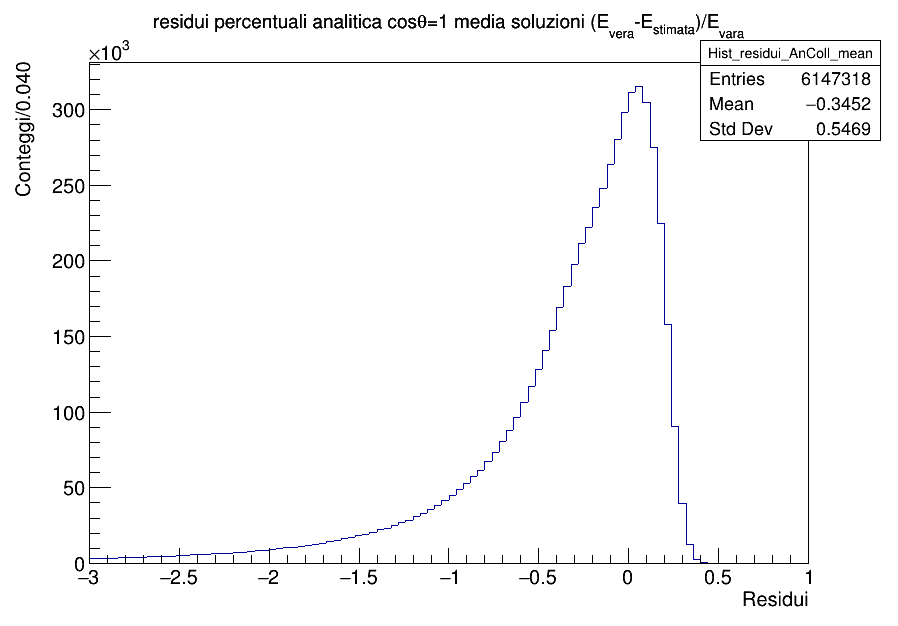 residui percentuali analitica cosθ=1 media soluzioni (E_vera-E_stimata)/E_vara
×10³
Hist_residui_AnColl_mean
Entries 6147318
Mean −0.3452
Std Dev 0.5469
Conteggi/0.040
300
250
200
150
100
50
0
−3 −2.5 −2 −1.5 −1 −0.5 0 0.5 1
Residui